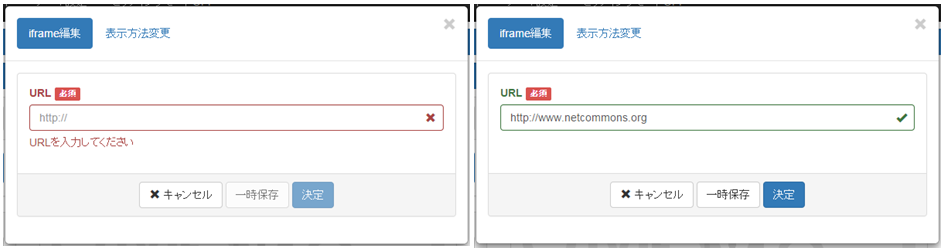 iframe編集 表示方法変更
URL 必須
http://
URLを入力してください
キャンセル 一時保存 決定
iframe編集 表示方法変更
URL 必須
http://www.netcommons.org
キャンセル 一時保存 決定